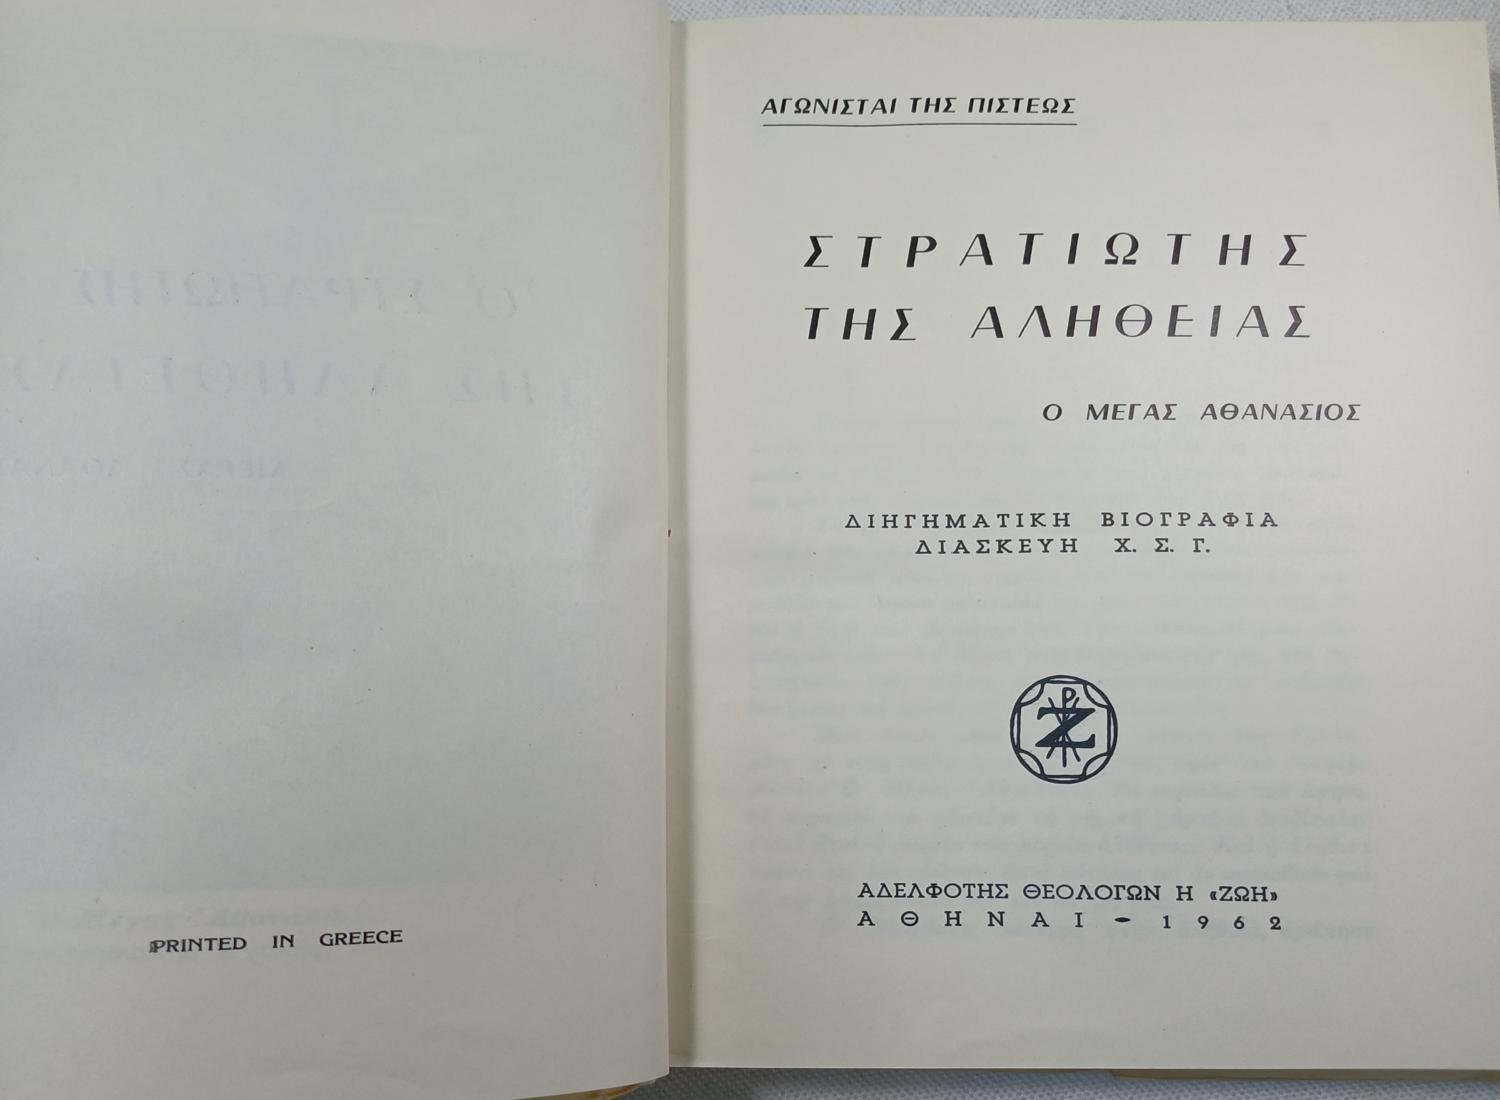 PRINTED IN GREECE
ΑΓΩΝΙΣΤΑΙ ΤΗΣ ΠΙΣΤΕΩΣ
ΣΤΡΑΤΙΩΤΗΣ
ΤΗΣ ΑΛΗΘΕΙΑΣ
Ο ΜΕΓΑΣ ΑΘΑΝΑΣΙΟΣ
ΔΙΗΓΗΜΑΤΙΚΗ ΒΙΟΓΡΑΦΙΑ
ΔΙΑΣΚΕΥΗ Χ. Σ. Γ.
ΑΔΕΛΦΟΤΗΣ ΘΕΟΛΟΓΩΝ Η «ΖΩΗ»
ΑΘΗΝΑΙ - 1962